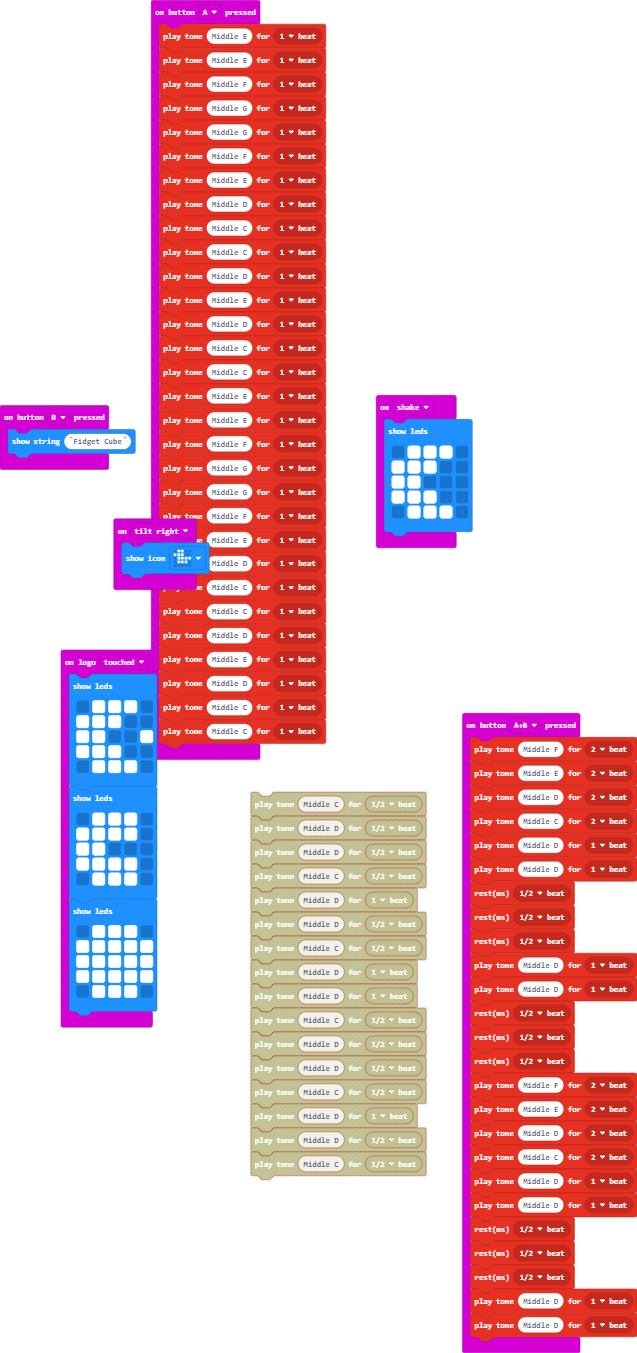 on button A pressed
play tone Middle E for 1 beat
play tone Middle E for 1 beat
play tone Middle F for 1 beat
play tone Middle G for 1 beat
play tone Middle G for 1 beat
play tone Middle F for 1 beat
play tone Middle E for 1 beat
play tone Middle D for 1 beat
play tone Middle C for 1 beat
play tone Middle C for 1 beat
play tone Middle D for 1 beat
play tone Middle E for 1 beat
play tone Middle D for 1 beat
play tone Middle C for 1 beat
play tone Middle C for 1 beat
play tone Middle E for 1 beat
play tone Middle E for 1 beat
play tone Middle F for 1 beat
play tone Middle G for 1 beat
play tone Middle G for 1 beat
play tone Middle F for 1 beat
Middle E for 1 beat
Middle D for 1 beat
Middle C for 1 beat
play tone Middle C for 1 beat
play tone Middle D for 1 beat
play tone Middle E for 1 beat
play tone Middle D for 1 beat
play tone Middle C for 1 beat
play tone Middle C for 1 beat
on button B pressed
show string "Fidget Cube"
on shake
show leds
on tilt right
show icon
on logo touched
show leds
show leds
show leds
play tone Middle C for 1/2 beat
play tone Middle D for 1/2 beat
play tone Middle D for 1/2 beat
play tone Middle C for 1/2 beat
play tone Middle D for 1 beat
play tone Middle D for 1/2 beat
play tone Middle C for 1/2 beat
play tone Middle D for 1 beat
play tone Middle D for 1 beat
play tone Middle C for 1/2 beat
play tone Middle D for 1/2 beat
play tone Middle D for 1/2 beat
play tone Middle C for 1/2 beat
play tone Middle D for 1 beat
play tone Middle D for 1/2 beat
play tone Middle C for 1/2 beat
on button A+B pressed
play tone Middle F for 2 beat
play tone Middle E for 2 beat
play tone Middle D for 2 beat
play tone Middle C for 2 beat
play tone Middle D for 1 beat
play tone Middle D for 1 beat
rest(ms) 1/2 beat
rest(ms) 1/2 beat
rest(ms) 1/2 beat
play tone Middle D for 1 beat
play tone Middle D for 1 beat
rest(ms) 1/2 beat
rest(ms) 1/2 beat
rest(ms) 1/2 beat
play tone Middle F for 2 beat
play tone Middle E for 2 beat
play tone Middle D for 2 beat
play tone Middle C for 2 beat
play tone Middle D for 1 beat
play tone Middle D for 1 beat
rest(ms) 1/2 beat
rest(ms) 1/2 beat
rest(ms) 1/2 beat
play tone Middle D for 1 beat
play tone Middle D for 1 beat